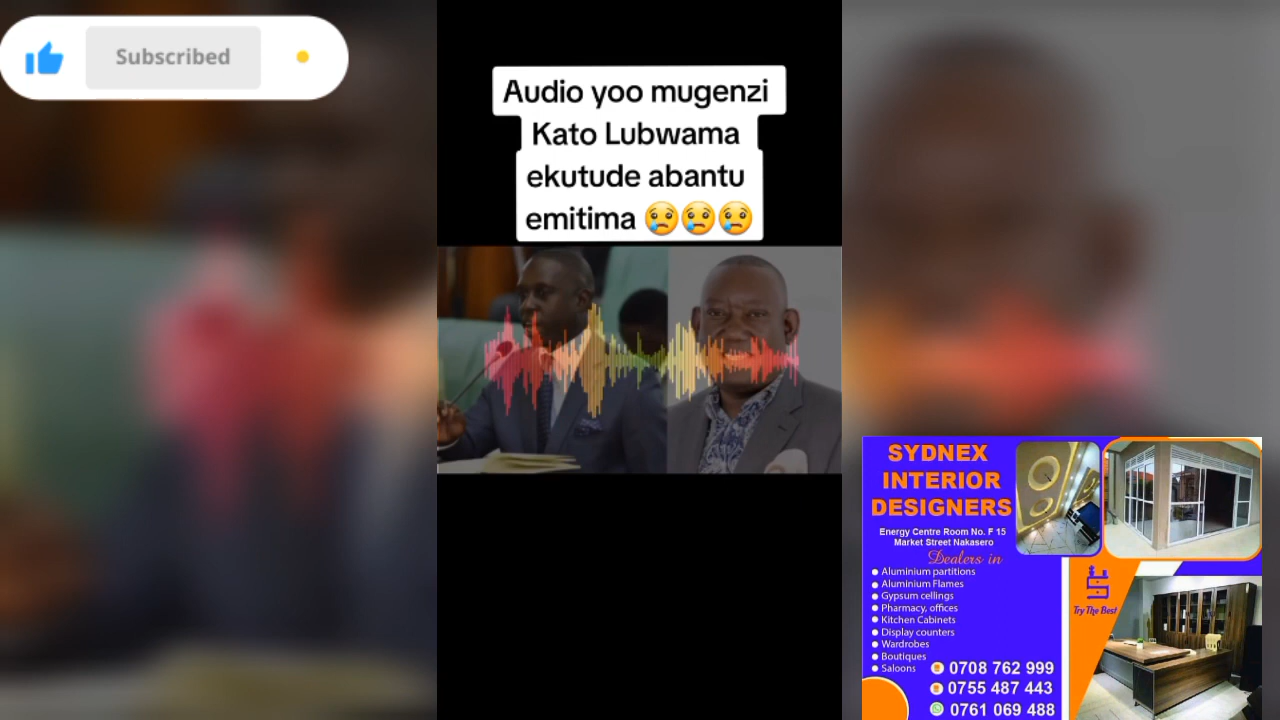 Subscribed
Audio yoo mugenzi
Kato Lubwama
ekutude abantu
emitima 😢😢😢
SYDNEX
INTERIOR
DESIGNERS
Energy Centre Room No. F 15
Market Street Nakasero
Dealers in
Aluminium partitions
Aluminium Flames
Gypsum cellings
Pharmacy, offices
Kitchen Cabinets
Display counters
Wardrobes
Boutiques
Saloons
0708 762 999
0755 487 443
0761 069 488
Try The Best